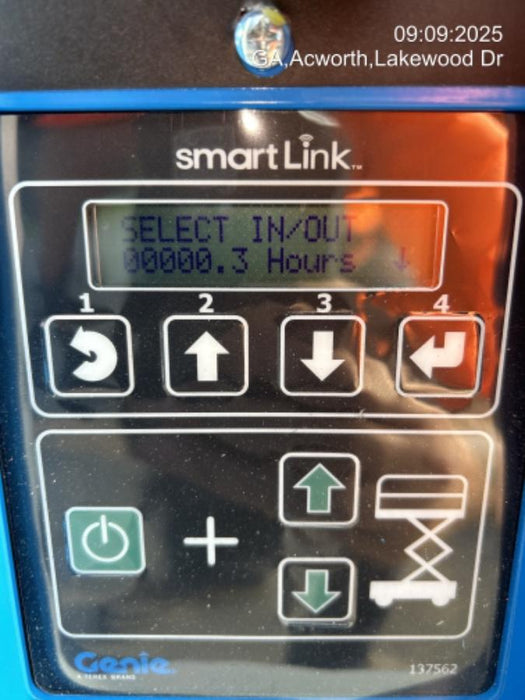 09:09:2025
GA,Acworth,Lakewood Dr
smartLink™
SELECT IN/OUT
00000.3 Hours ↓
1 2 3 4
+
Genie
A TEREX BRAND
137562